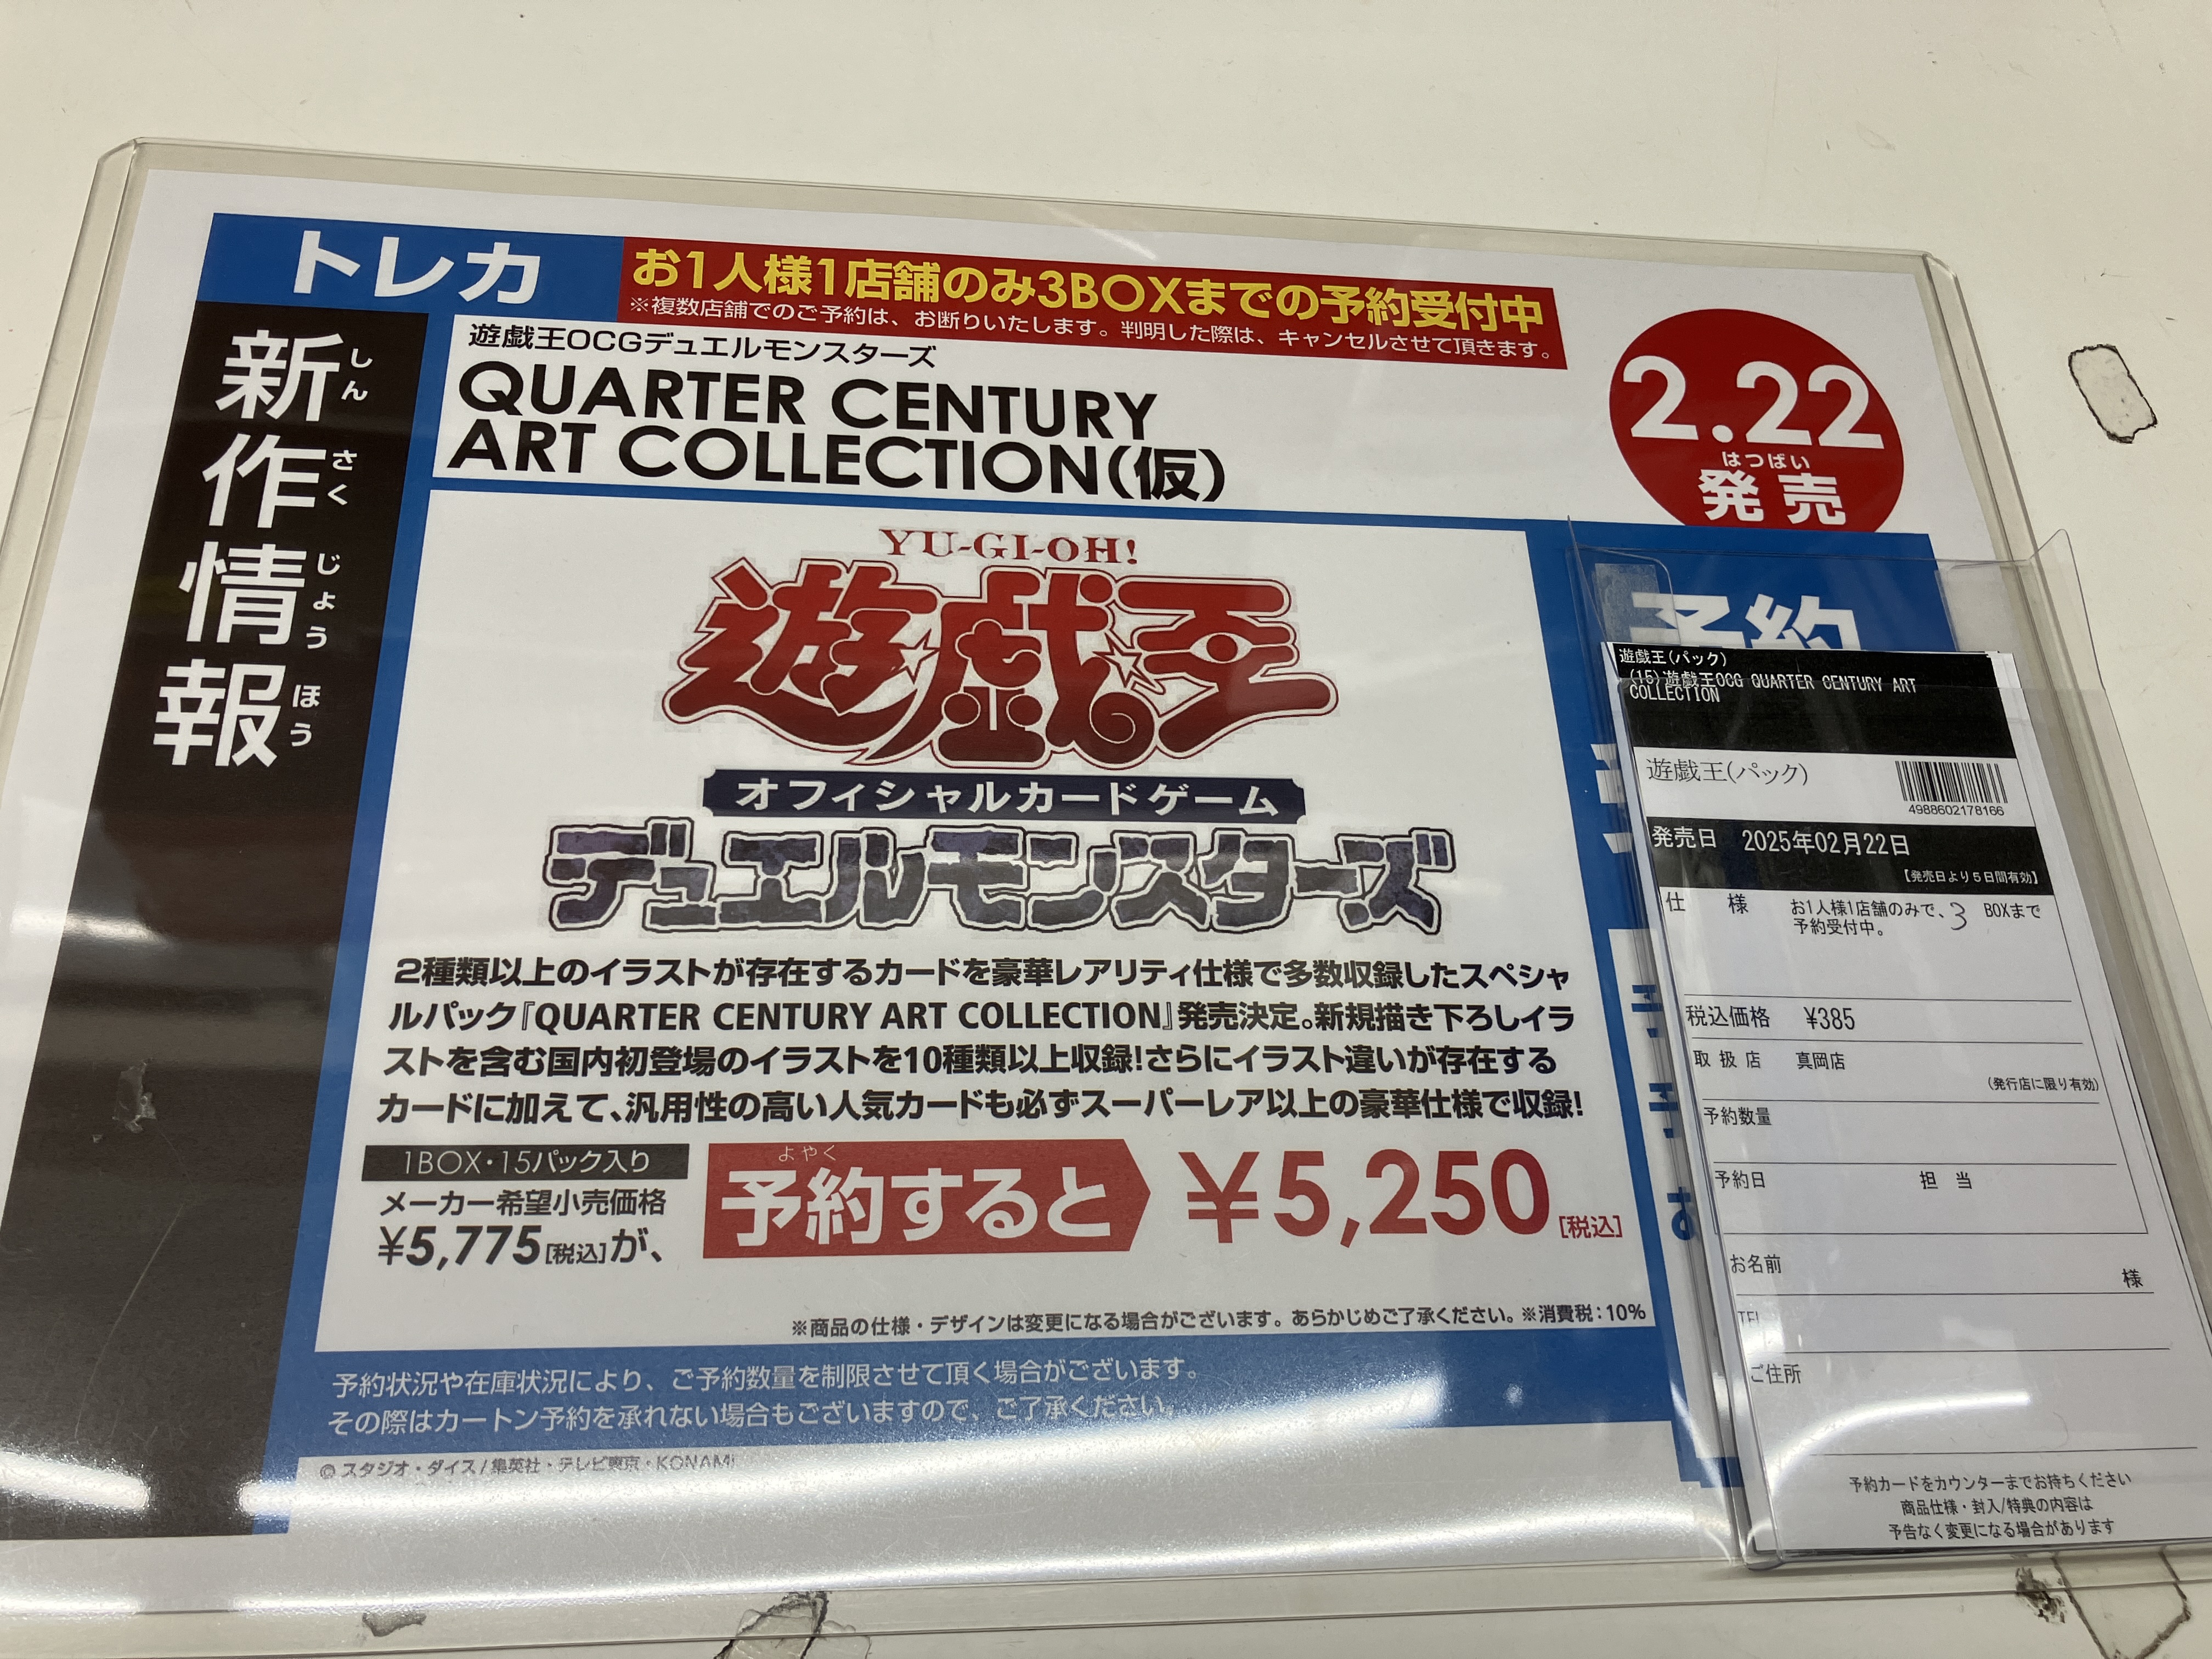 トレカ
お1人様1店舗のみ3BOXまでの予約受付中
※複数店舗でのご予約は、お断りいたします。判明した際は、キャンセルさせて頂きます。
新作情報
しん
さく
じょう
ほう
遊戯王OCGデュエルモンスターズ
QUARTER CENTURY
ART COLLECTION(仮)
2.22
はつばい
発売
YU-GI-OH!
遊戯王
オフィシャルカードゲーム
デュエルモンスターズ
2種類以上のイラストが存在するカードを豪華レアリティ仕様で多数収録したスペシャ
ルパック『QUARTER CENTURY ART COLLECTION』発売決定。新規描き下ろしイラ
ストを含む国内初登場のイラストを10種類以上収録!さらにイラスト違いが存在する
カードに加えて、汎用性の高い人気カードも必ずスーパーレア以上の豪華仕様で収録!
1BOX・15パック入り
メーカー希望小売価格
¥5,775[税込]が、
よやく
予約すると
¥5,250[税込]
※商品の仕様・デザインは変更になる場合がございます。あらかじめご了承ください。※消費税:10%
予約状況や在庫状況により、ご予約数量を制限させて頂く場合がございます。
その際はカートン予約を承れない場合もございますので、ご了承ください。
© スタジオ・ダイス/集英社・テレビ東京・KONAMI
予約
遊戯王(パック)
(15)遊戯王OCG QUARTER CENTURY ART
COLLECTION
遊戯王(パック)
4988602178166
発売日 2025年02月22日
【発売日より5日間有効】
仕 様 お1人様1店舗のみで、3 BOXまで
予約受付中。
税込価格 ¥385
取扱店 真岡店
(発行店に限り有効)
予約数量
予約日 担 当
お名前
様
TEL
ご住所
予約カードをカウンターまでお持ちください
商品仕様・封入/特典の内容は
予告なく変更になる場合があります